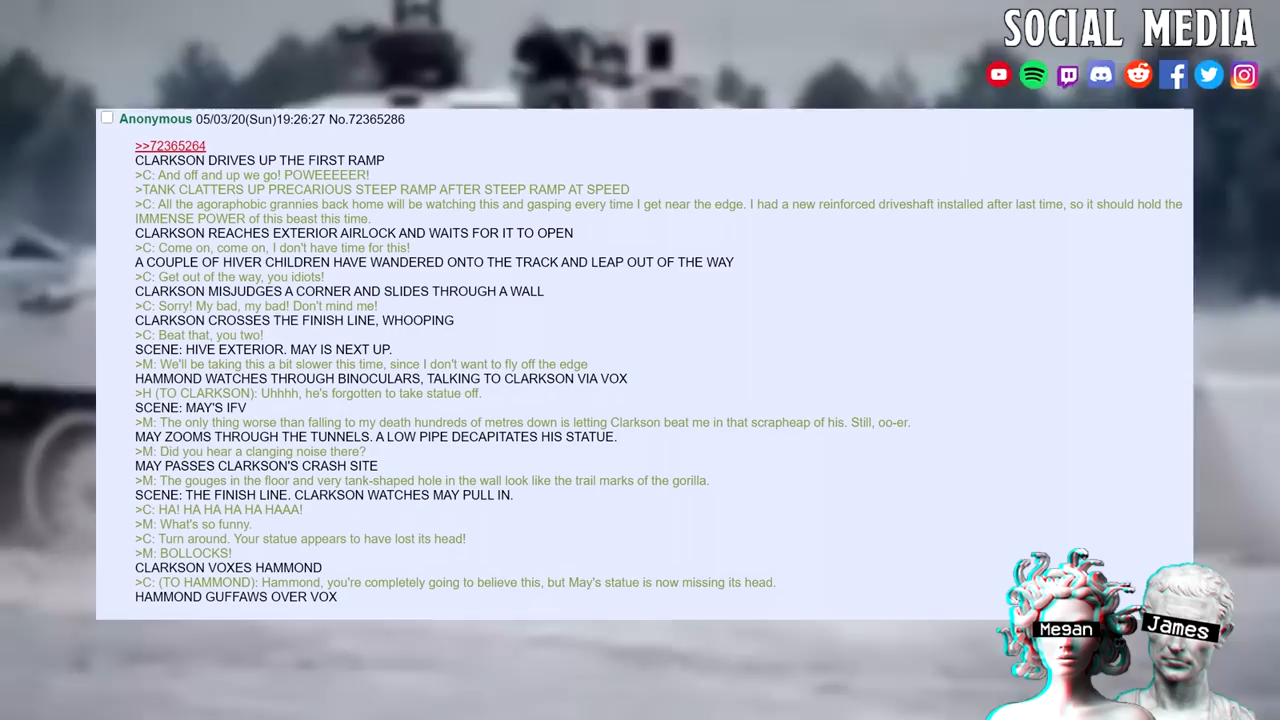 SOCIAL MEDIA
Anonymous 05/03/20(Sun)19:26:27 No.72365286
>>72365264
CLARKSON DRIVES UP THE FIRST RAMP
>C: And off and up we go! POWEEEEER!
>TANK CLATTERS UP PRECARIOUS STEEP RAMP AFTER STEEP RAMP AT SPEED
>C: All the agoraphobic grannies back home will be watching this and gasping every time I get near the edge. I had a new reinforced driveshaft installed after last time, so it should hold the
IMMENSE POWER of this beast this time.
CLARKSON REACHES EXTERIOR AIRLOCK AND WAITS FOR IT TO OPEN
>C: Come on, come on, I don't have time for this!
A COUPLE OF HIVER CHILDREN HAVE WANDERED ONTO THE TRACK AND LEAP OUT OF THE WAY
>C: Get out of the way, you idiots!
CLARKSON MISJUDGES A CORNER AND SLIDES THROUGH A WALL
>C: Sorry! My bad, my bad! Don't mind me!
CLARKSON CROSSES THE FINISH LINE, WHOOPING
>C: Beat that, you two!
SCENE: HIVE EXTERIOR. MAY IS NEXT UP.
>M: We'll be taking this a bit slower this time, since I don't want to fly off the edge
HAMMOND WATCHES THROUGH BINOCULARS, TALKING TO CLARKSON VIA VOX
>H (TO CLARKSON): Uhhhh, he's forgotten to take statue off.
SCENE: MAY'S IFV
>M: The only thing worse than falling to my death hundreds of metres down is letting Clarkson beat me in that scrapheap of his. Still, oo-er.
MAY ZOOMS THROUGH THE TUNNELS. A LOW PIPE DECAPITATES HIS STATUE.
>M: Did you hear a clanging noise there?
MAY PASSES CLARKSON'S CRASH SITE
>M: The gouges in the floor and very tank-shaped hole in the wall look like the trail marks of the gorilla.
SCENE: THE FINISH LINE. CLARKSON WATCHES MAY PULL IN.
>C: HA! HA HA HA HA HAAA!
>M: What's so funny.
>C: Turn around. Your statue appears to have lost its head!
>M: BOLLOCKS!
CLARKSON VOXES HAMMOND
>C: (TO HAMMOND): Hammond, you're completely going to believe this, but May's statue is now missing its head.
HAMMOND GUFFAWS OVER VOX
Megan
James